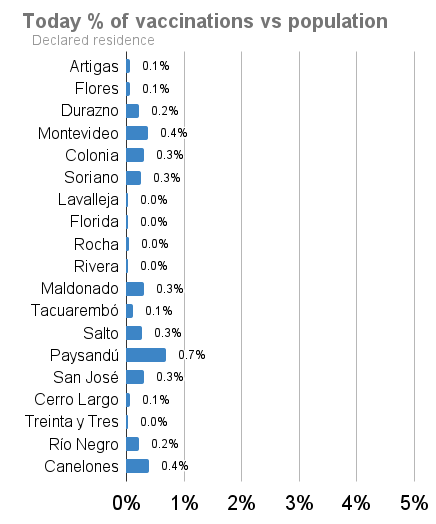 Today % of vaccinations vs population
Declared residence
Artigas 0.1%
Flores 0.1%
Durazno 0.2%
Montevideo 0.4%
Colonia 0.3%
Soriano 0.3%
Lavalleja 0.0%
Florida 0.0%
Rocha 0.0%
Rivera 0.0%
Maldonado 0.3%
Tacuarembó 0.1%
Salto 0.3%
Paysandú 0.7%
San José 0.3%
Cerro Largo 0.1%
Treinta y Tres 0.0%
Río Negro 0.2%
Canelones 0.4%
0% 1% 2% 3% 4% 5%